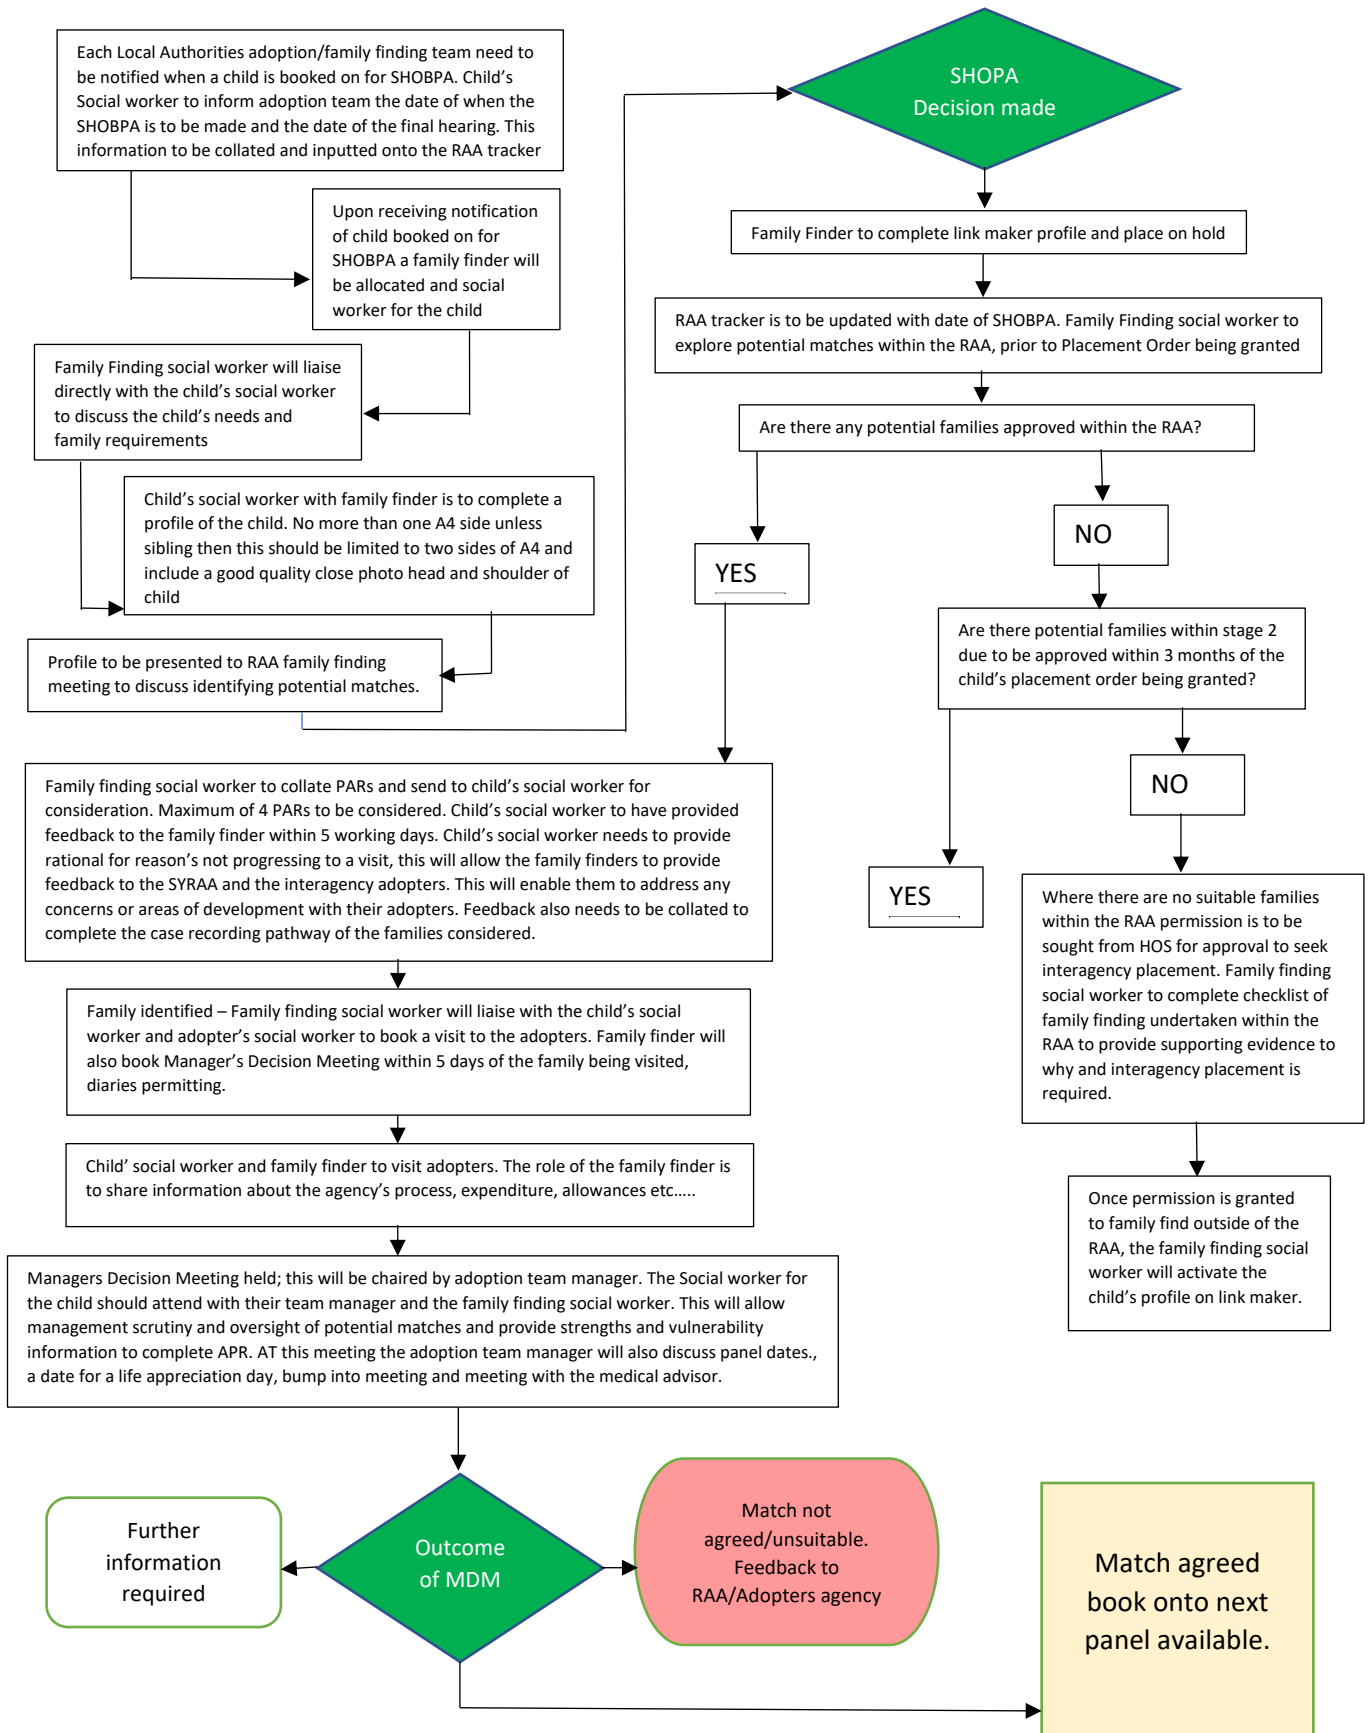 Each Local Authorities adoption/family finding team need to
be notified when a child is booked on for SHOBPA. Child’s
Social worker to inform adoption team the date of when the
SHOBPA is to be made and the date of the final hearing. This
information to be collated and inputted onto the RAA tracker
Upon receiving notification
of child booked on for
SHOBPA a family finder will
be allocated and social
worker for the child
Family Finding social worker will liaise
directly with the child’s social worker
to discuss the child’s needs and
family requirements
Child’s social worker with family finder is to complete a
profile of the child. No more than one A4 side unless
sibling then this should be limited to two sides of A4 and
include a good quality close photo head and shoulder of
child
Profile to be presented to RAA family finding
meeting to discuss identifying potential matches.
SHOPA
Decision made
Family Finder to complete link maker profile and place on hold
RAA tracker is to be updated with date of SHOBPA. Family Finding social worker to
explore potential matches within the RAA, prior to Placement Order being granted
Are there any potential families approved within the RAA?
YES
NO
Are there potential families within stage 2
due to be approved within 3 months of the
child’s placement order being granted?
YES
NO
Where there are no suitable families
within the RAA permission is to be
sought from HOS for approval to seek
interagency placement. Family finding
social worker to complete checklist of
family finding undertaken within the
RAA to provide supporting evidence to
why and interagency placement is
required.
Once permission is granted
to family find outside of the
RAA, the family finding social
worker will activate the
child’s profile on link maker.
Family finding social worker to collate PARs and send to child’s social worker for
consideration. Maximum of 4 PARs to be considered. Child’s social worker to have provided
feedback to the family finder within 5 working days. Child’s social worker needs to provide
rational for reason’s not progressing to a visit, this will allow the family finders to provide
feedback to the SYRAA and the interagency adopters. This will enable them to address any
concerns or areas of development with their adopters. Feedback also needs to be collated to
complete the case recording pathway of the families considered.
Family identified – Family finding social worker will liaise with the child’s social
worker and adopter’s social worker to book a visit to the adopters. Family finder will
also book Manager’s Decision Meeting within 5 days of the family being visited,
diaries permitting.
Child’ social worker and family finder to visit adopters. The role of the family finder is
to share information about the agency’s process, expenditure, allowances etc…..
Managers Decision Meeting held; this will be chaired by adoption team manager. The Social worker for
the child should attend with their team manager and the family finding social worker. This will allow
management scrutiny and oversight of potential matches and provide strengths and vulnerability
information to complete APR. AT this meeting the adoption team manager will also discuss panel dates.,
a date for a life appreciation day, bump into meeting and meeting with the medical advisor.
Further
information
required
Outcome
of MDM
Match not
agreed/unsuitable.
Feedback to
RAA/Adopters agency
Match agreed
book onto next
panel available.